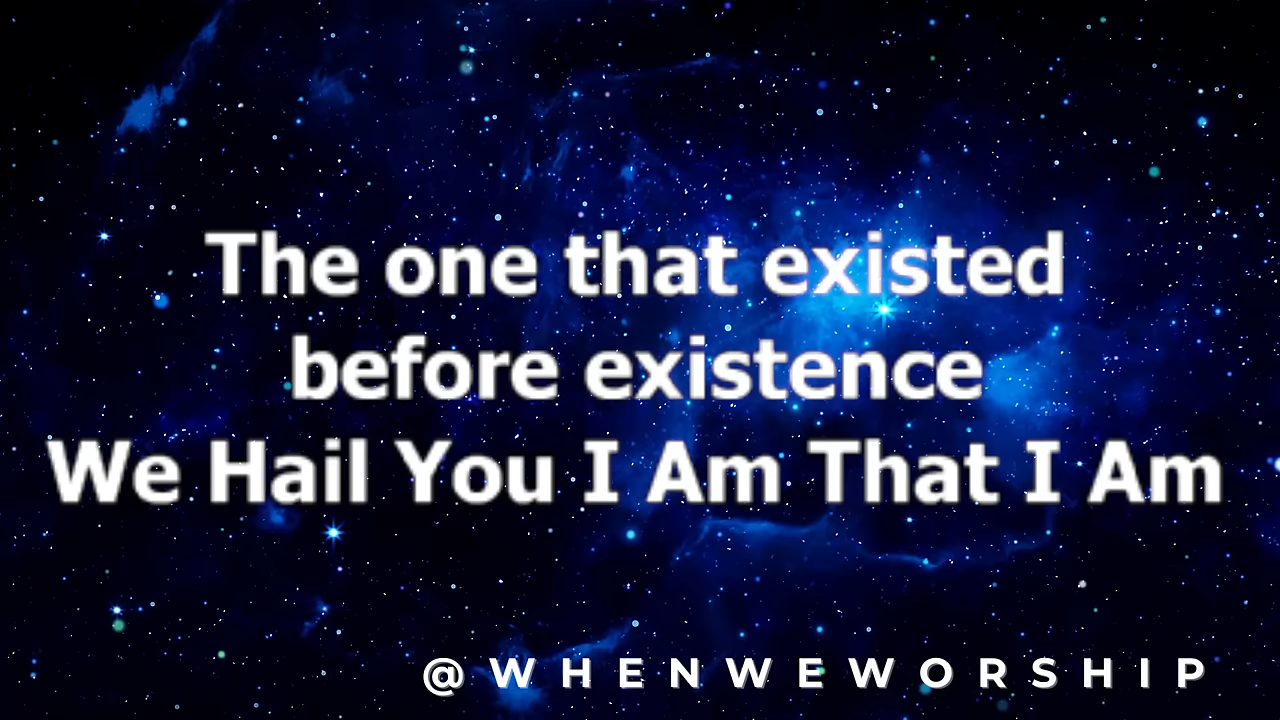 The one that existed
before existence
We Hail You I Am That I Am
@WHENWEWORSHIP